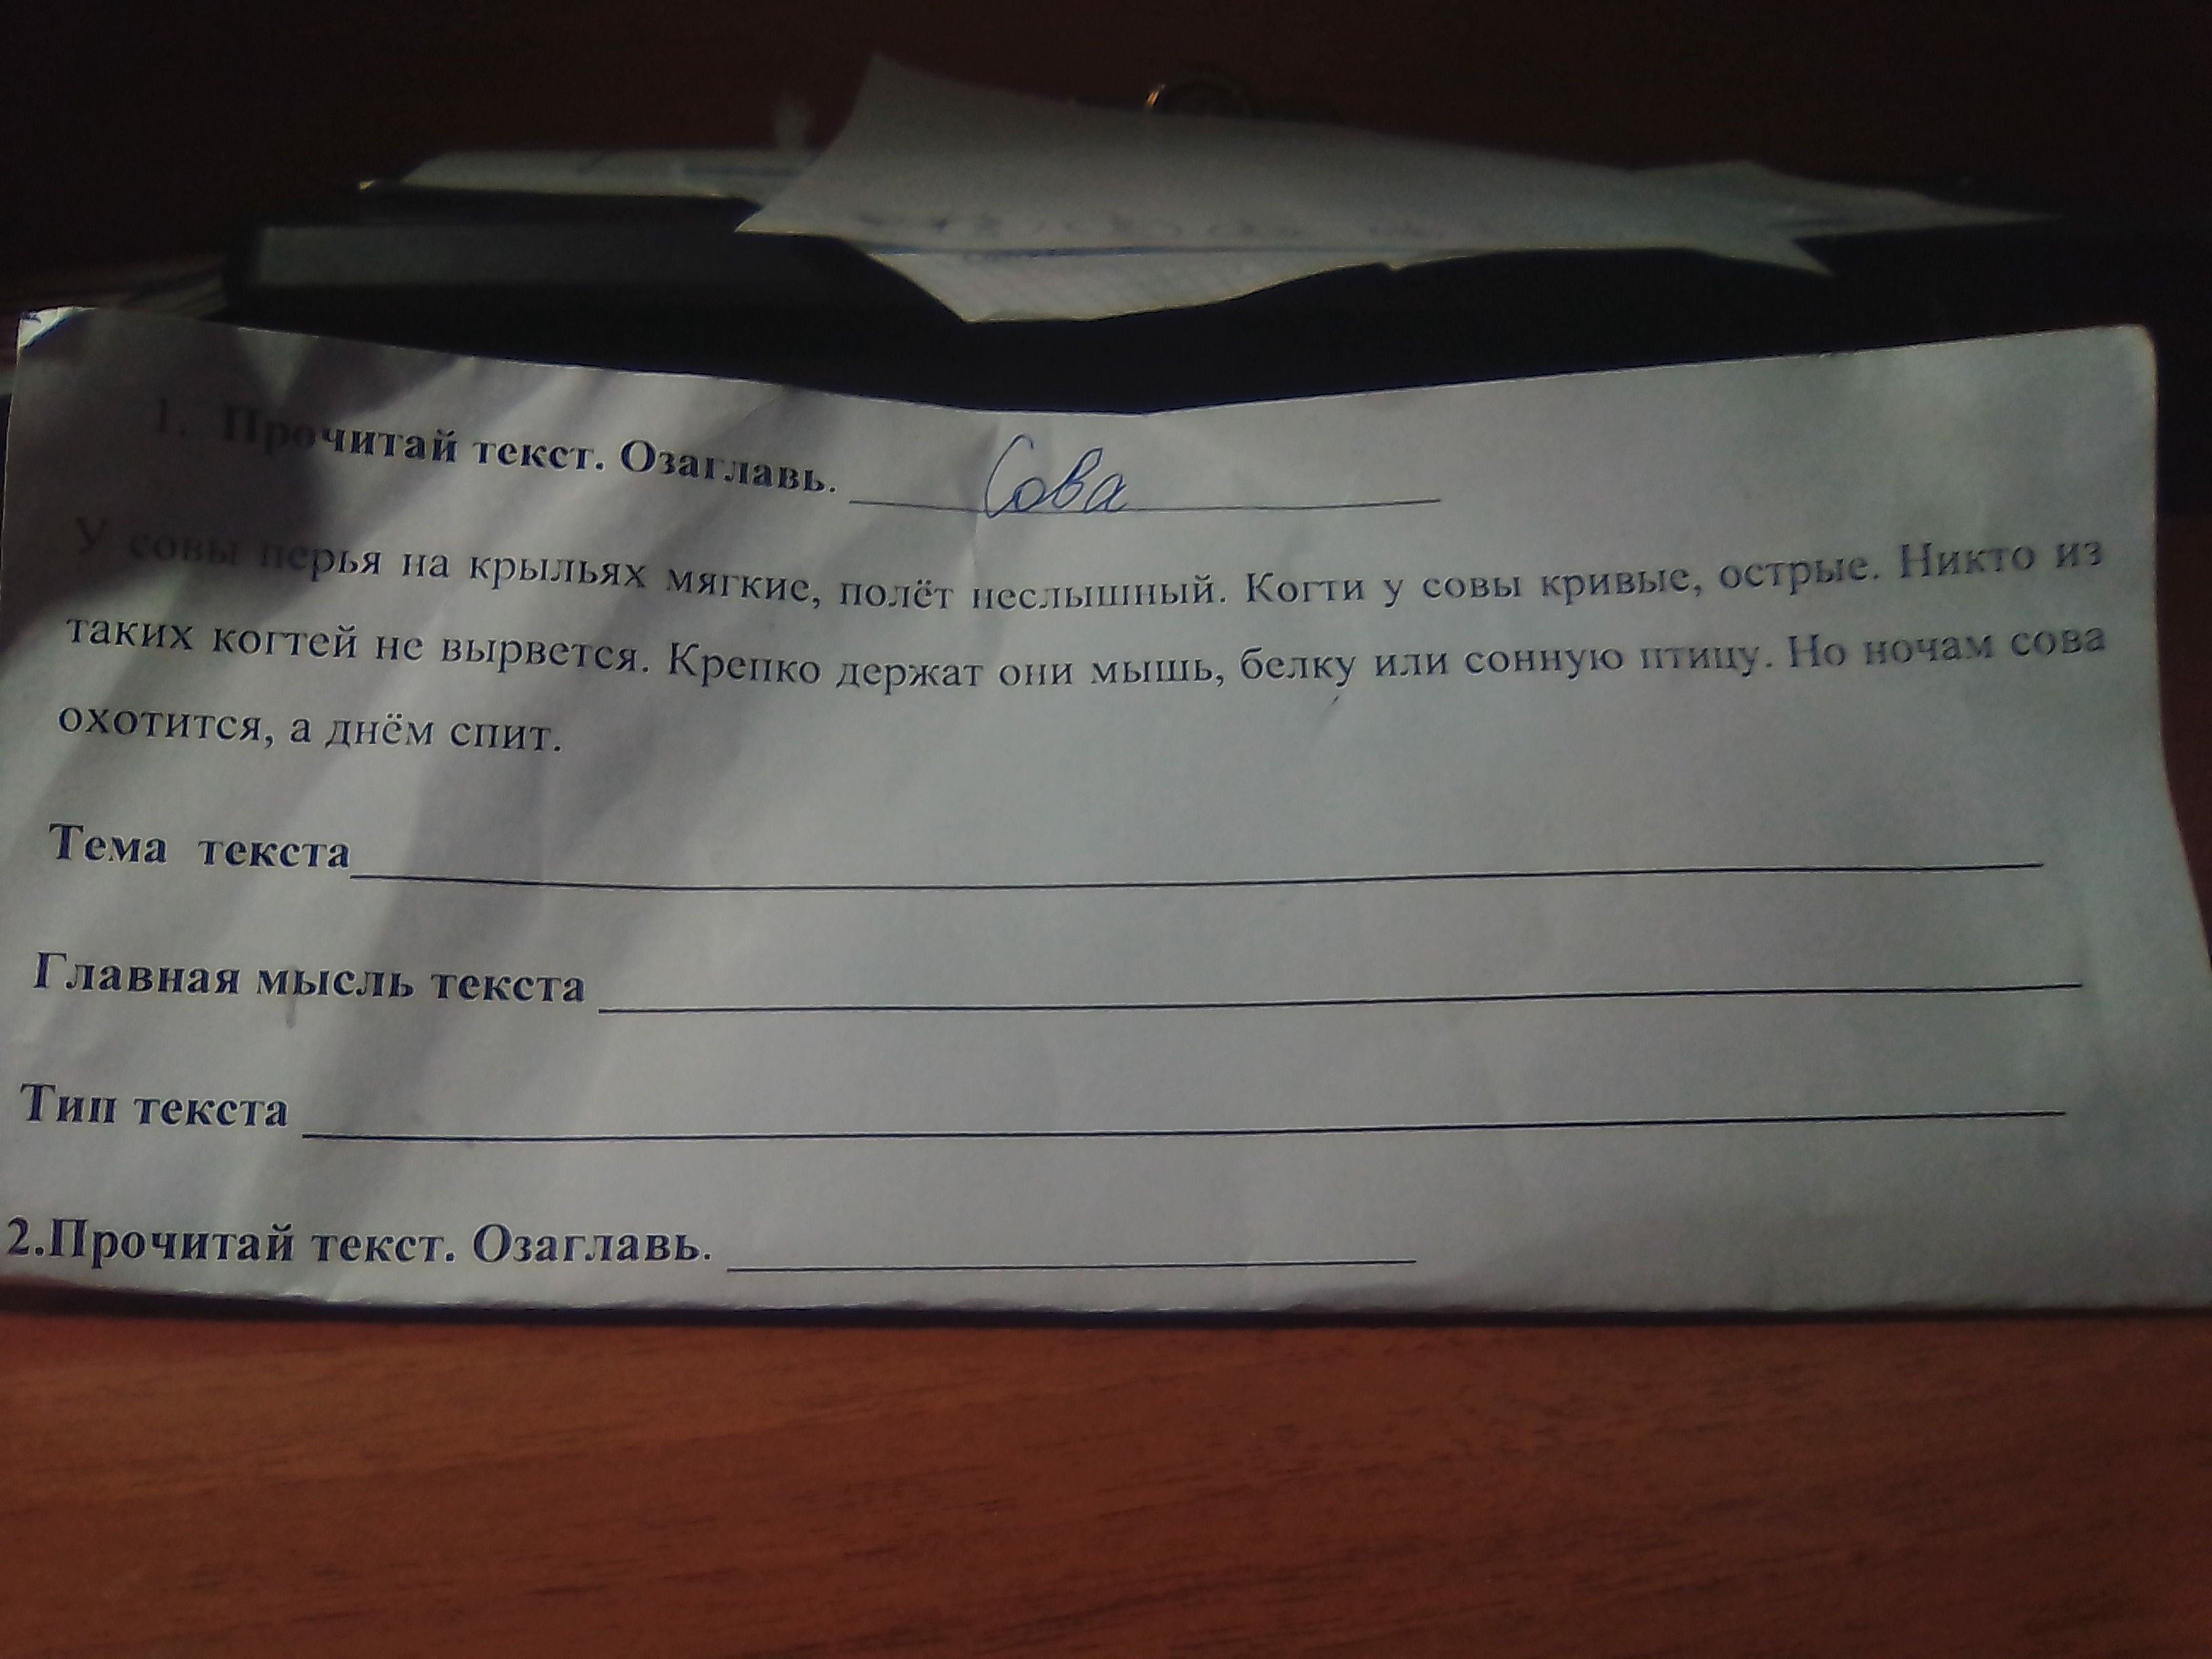 1. Прочитай текст. Озаглавь. Сова
У совы перья на крыльях мягкие, полёт неслышный. Когти у совы кривые, острые. Никто из
таких когтей не вырвется. Крепко держат они мышь, белку или сонную птицу. Но ночам сова
охотится, а днём спит.
Тема текста
Главная мысль текста
Тип текста
2.Прочитай текст. Озаглавь.